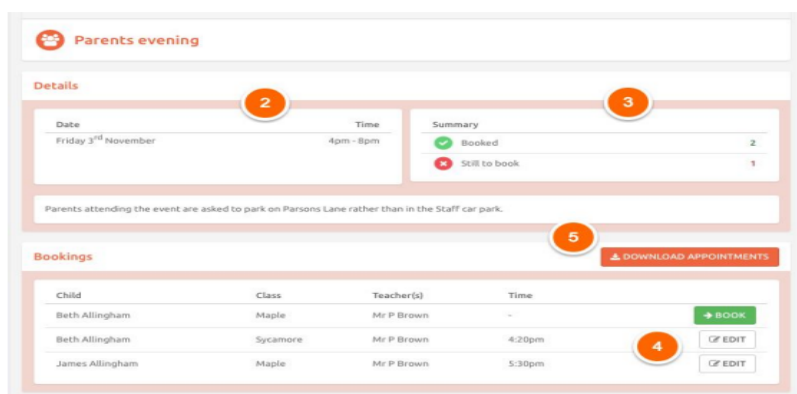 Parents evening
Details
2
3
Date Time
Friday 3rd November 4pm - 8pm
Summary
Booked 2
Still to book 1
Parents attending the event are asked to park on Parsons Lane rather than in the Staff car park.
5
Bookings
DOWNLOAD APPOINTMENTS
Child Class Teacher(s) Time
Beth Allingham Maple Mr P Brown - BOOK
Beth Allingham Sycamore Mr P Brown 4:20pm 4 EDIT
James Allingham Maple Mr P Brown 5:30pm EDIT